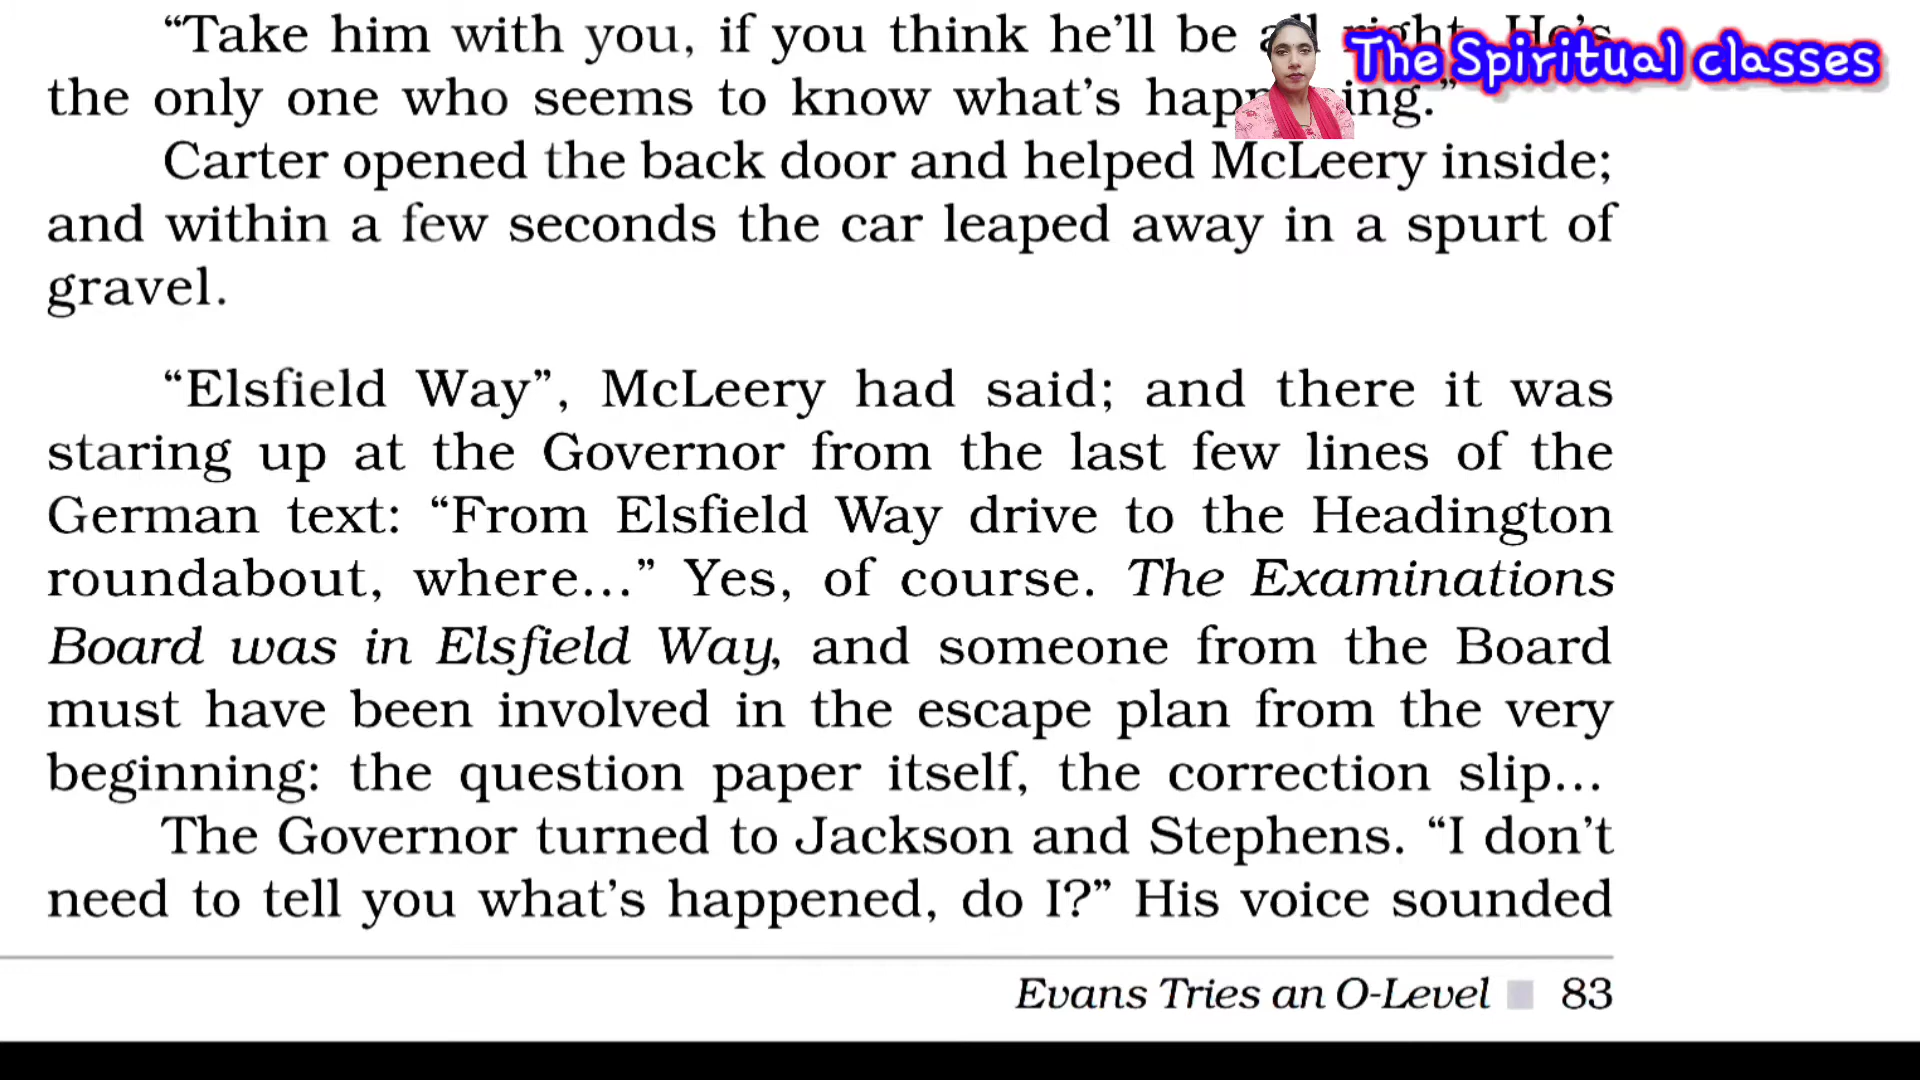 “Take him with you, if you think he’ll be all right. He’s
The Spiritual classes
the only one who seems to know what’s happening.”
Carter opened the back door and helped McLeery inside;
and within a few seconds the car leaped away in a spurt of
gravel.
“Elsfield Way”, McLeery had said; and there it was
staring up at the Governor from the last few lines of the
German text: “From Elsfield Way drive to the Headington
roundabout, where...” Yes, of course. The Examinations
Board was in Elsfield Way, and someone from the Board
must have been involved in the escape plan from the very
beginning: the question paper itself, the correction slip...
The Governor turned to Jackson and Stephens. “I don’t
need to tell you what’s happened, do I?” His voice sounded
Evans Tries an O-Level 83